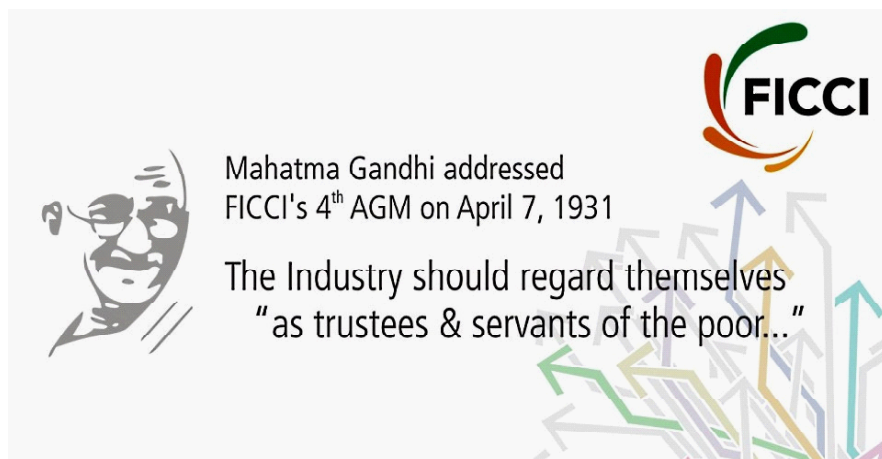 FICCI
Mahatma Gandhi addressed
FICCI's 4th AGM on April 7, 1931
The Industry should regard themselves
"as trustees & servants of the poor..."